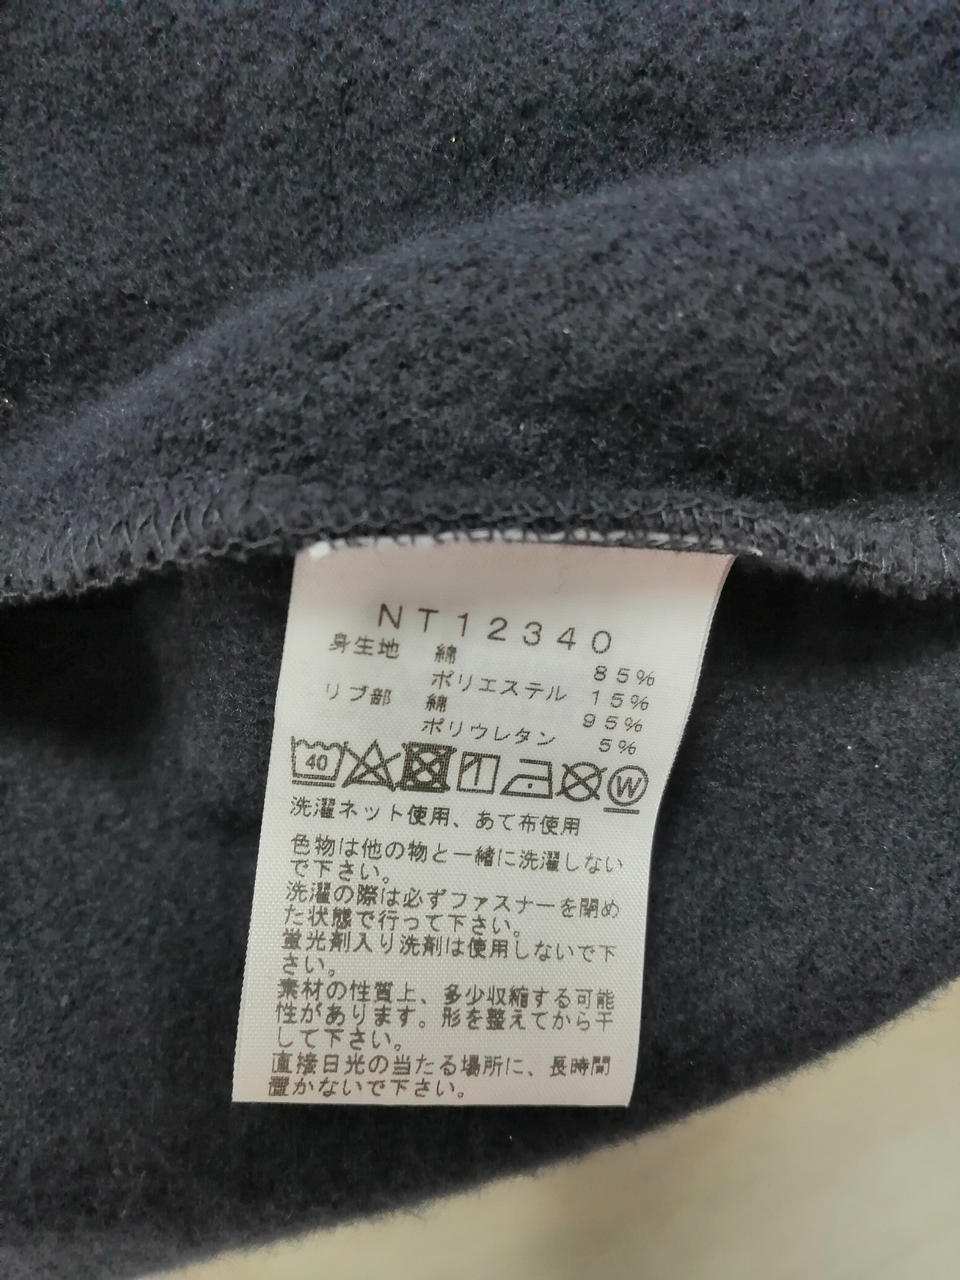 NT12340
身生地 綿 85%
ポリエステル 15%
リブ部 綿 95%
ポリウレタン 5%
40 W
洗濯ネット使用、あて布使用
色物は他の物と一緒に洗濯しない
で下さい。
洗濯の際は必ずファスナーを閉め
た状態で行って下さい。
蛍光剤入り洗剤は使用しないで下
さい。
素材の性質上、多少収縮する可能
性があります。形を整えてから干
して下さい。
直接日光の当たる場所に、長時間
置かないで下さい。